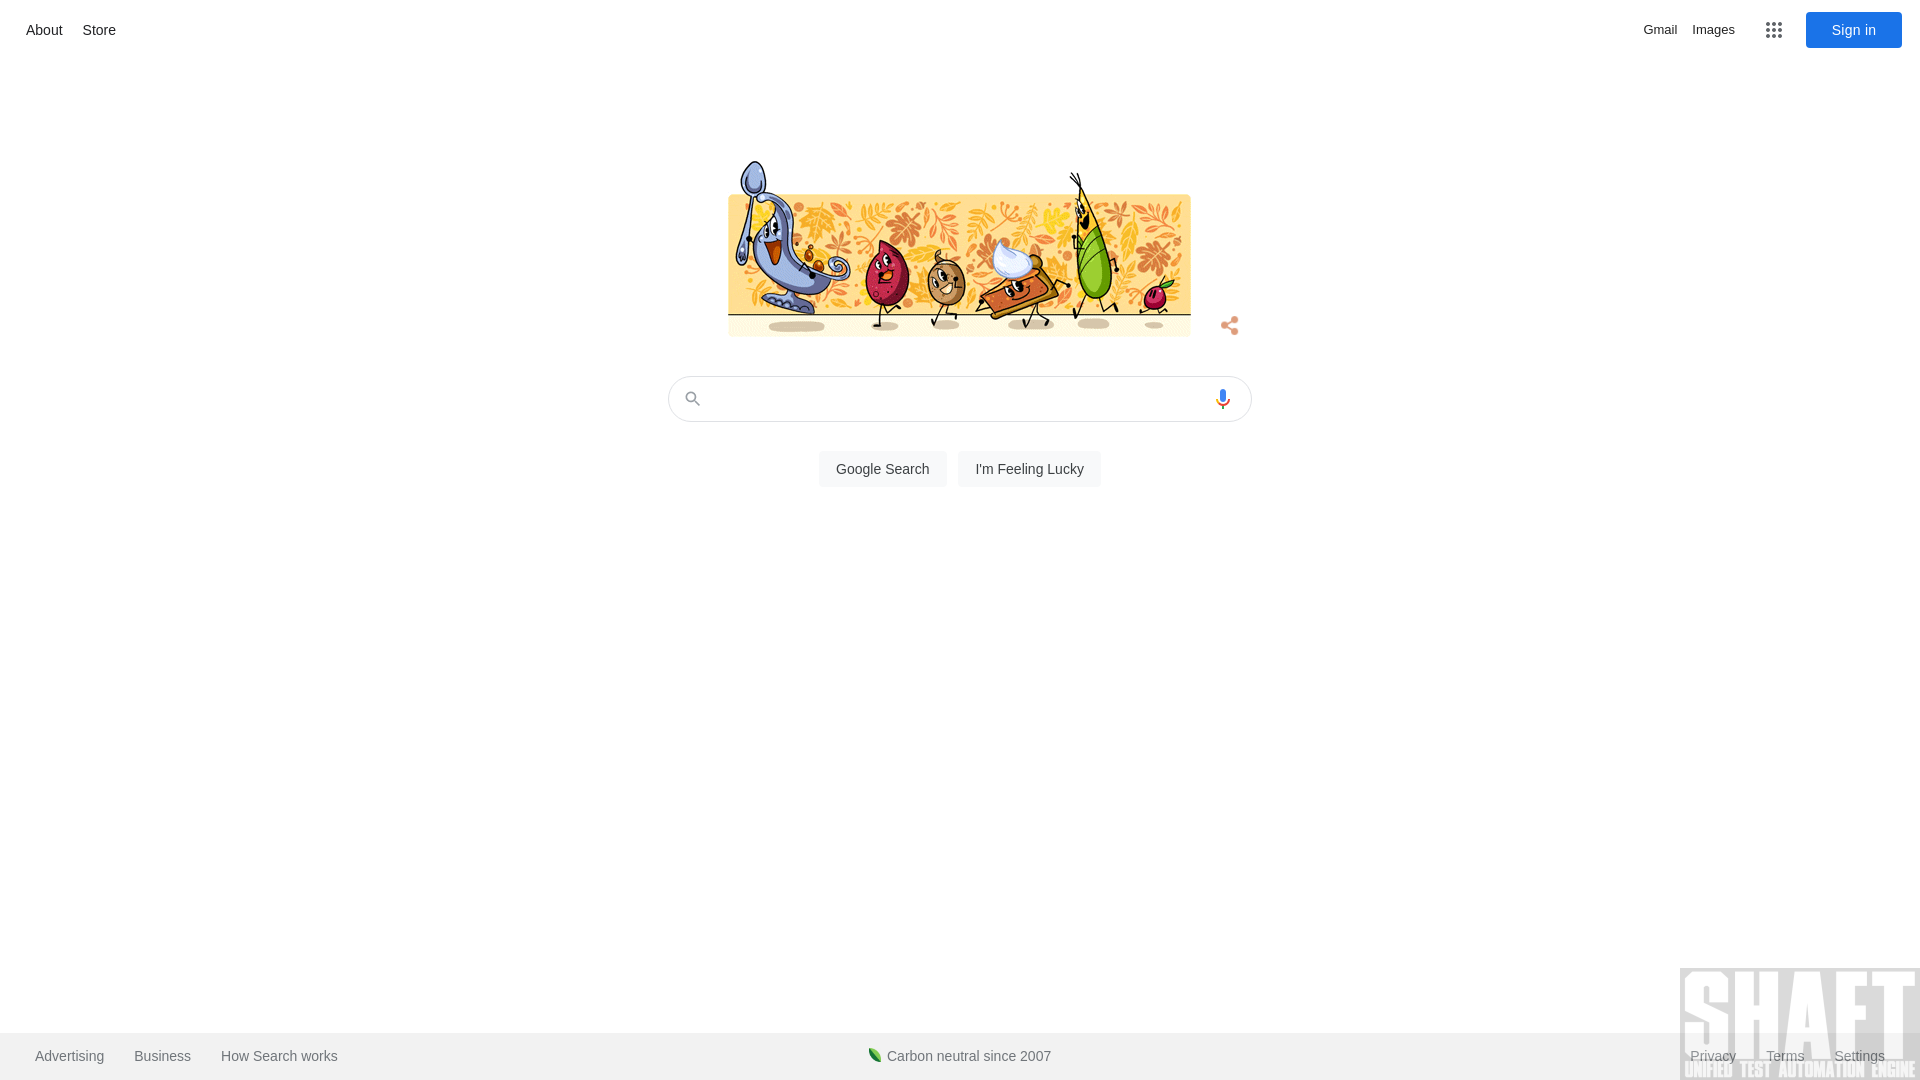 About Store
Gmail Images Sign in
Google Search I'm Feeling Lucky
Advertising Business How Search works
Carbon neutral since 2007
Privacy Terms Settings
SHAFT
UNIFIED TEST AUTOMATION ENGINE